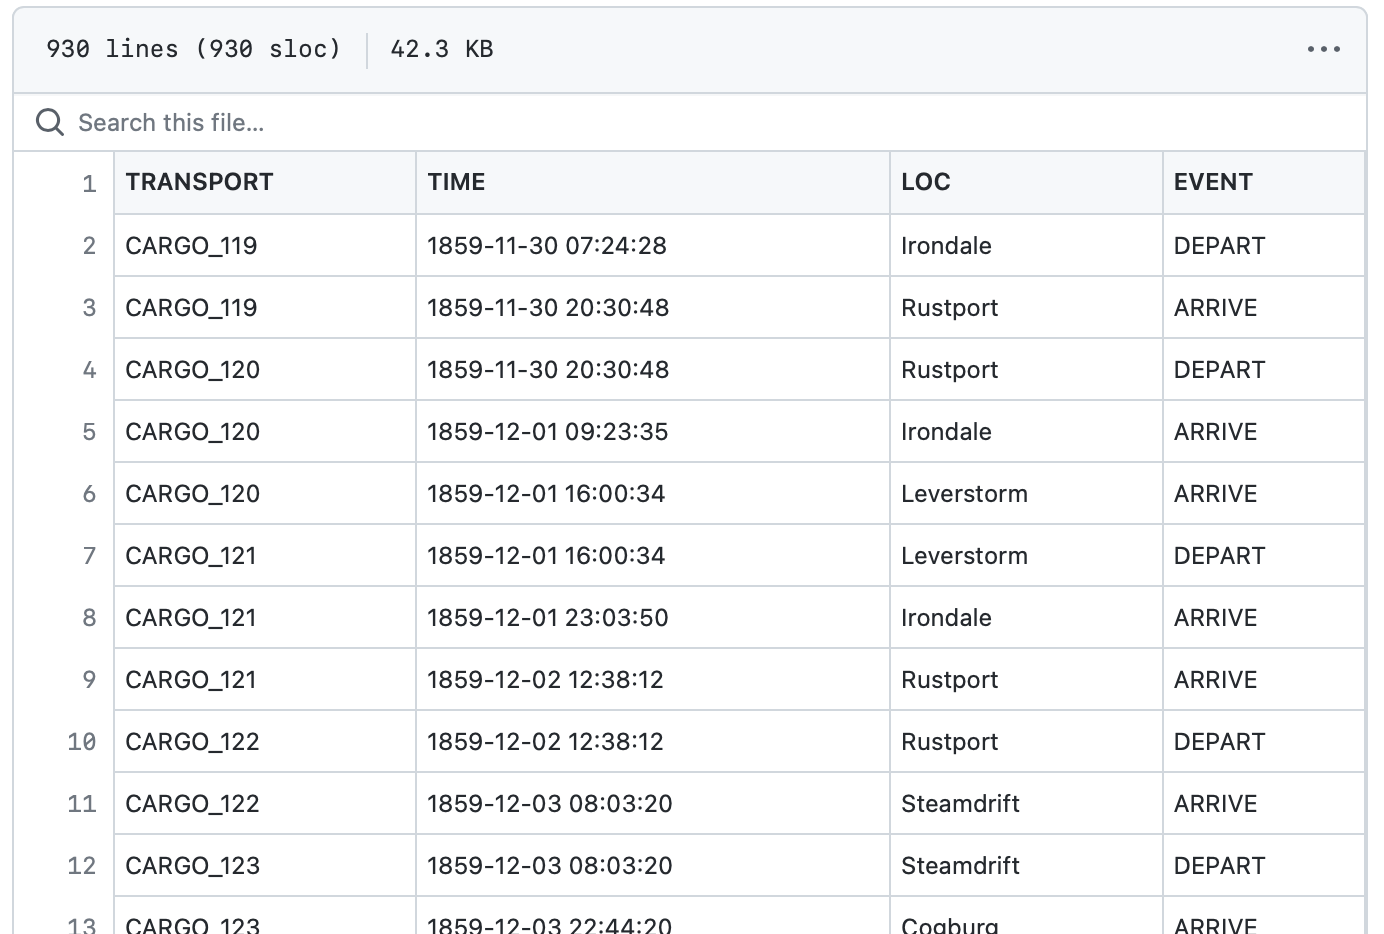 930 lines (930 sloc) 42.3 KB
Search this file...
1 TRANSPORT TIME LOC EVENT
2 CARGO_119 1859-11-30 07:24:28 Irondale DEPART
3 CARGO_119 1859-11-30 20:30:48 Rustport ARRIVE
4 CARGO_120 1859-11-30 20:30:48 Rustport DEPART
5 CARGO_120 1859-12-01 09:23:35 Irondale ARRIVE
6 CARGO_120 1859-12-01 16:00:34 Leverstorm ARRIVE
7 CARGO_121 1859-12-01 16:00:34 Leverstorm DEPART
8 CARGO_121 1859-12-01 23:03:50 Irondale ARRIVE
9 CARGO_121 1859-12-02 12:38:12 Rustport ARRIVE
10 CARGO_122 1859-12-02 12:38:12 Rustport DEPART
11 CARGO_122 1859-12-03 08:03:20 Steamdrift ARRIVE
12 CARGO_123 1859-12-03 08:03:20 Steamdrift DEPART
13 CARGO_123 1859-12-03 22:44:20 Cogburg ARRIVE